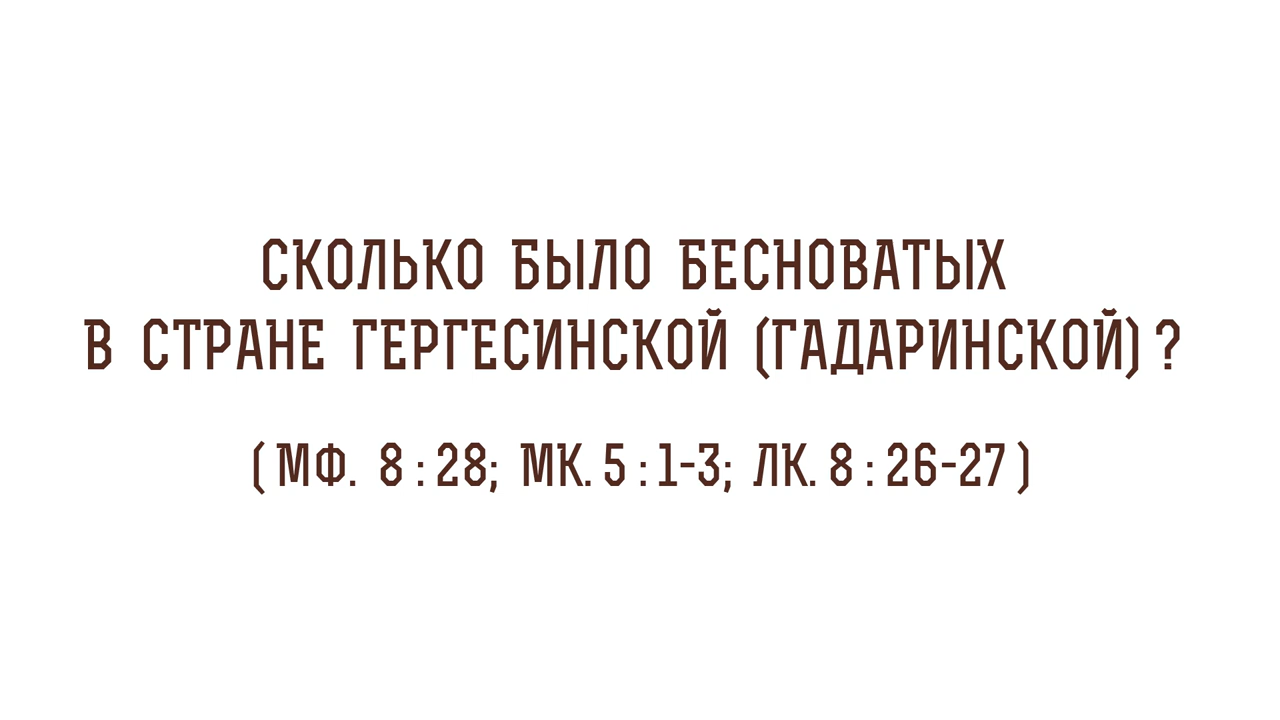 СКОЛЬКО БЫЛО БЕСНОВАТЫХ
В СТРАНЕ ГЕРГЕСИНСКОЙ (ГАДАРИНСКОЙ)?
(МФ. 8:28; МК. 5:1-3; ЛК. 8:26-27)